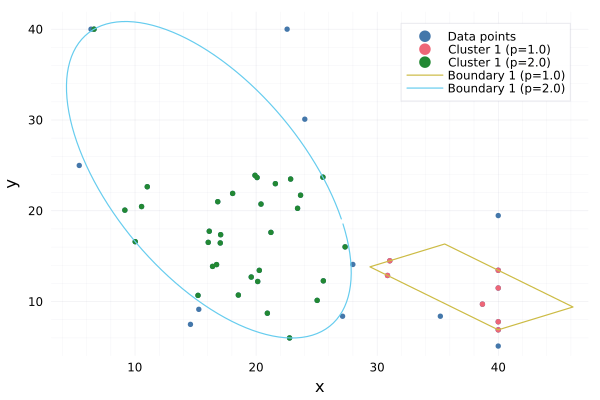 40
30
20
10
y
10
20
30
40
x
Data points
Cluster 1 (p=1.0)
Cluster 1 (p=2.0)
Boundary 1 (p=1.0)
Boundary 1 (p=2.0)